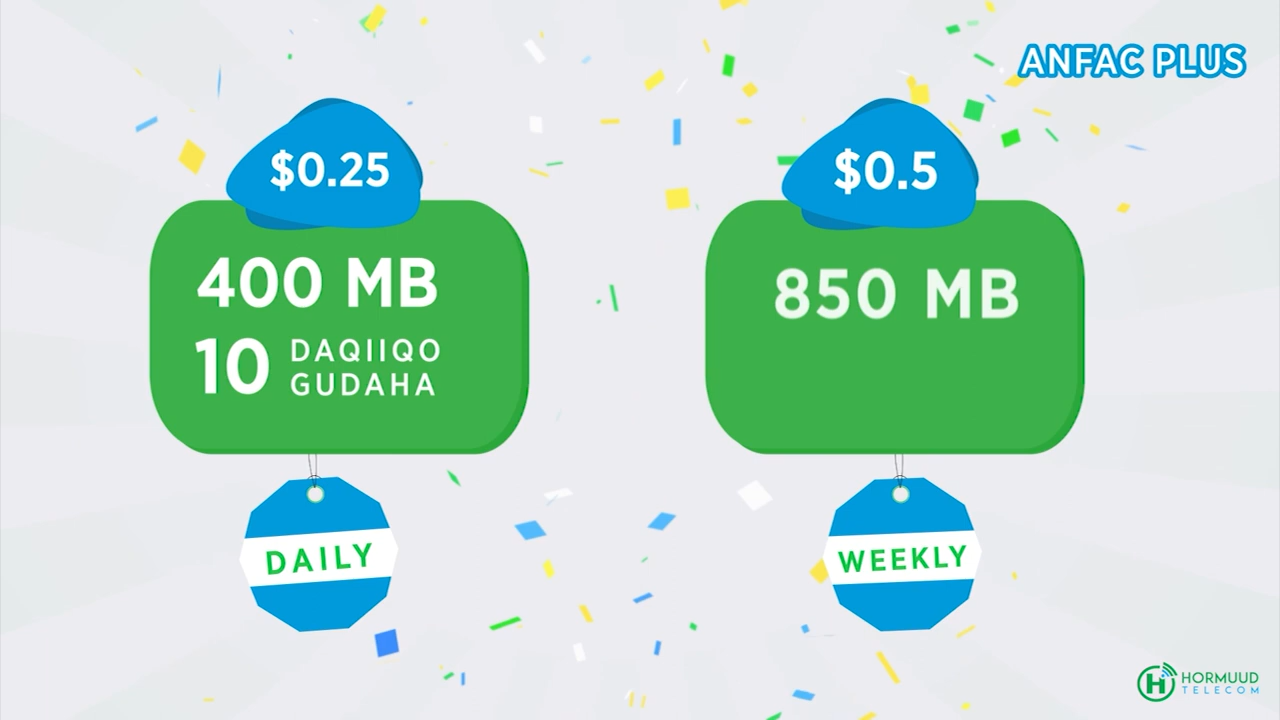 ANFAC PLUS
$0.25
400 MB
10 DAQIIQO
GUDAHA
DAILY
$0.5
850 MB
WEEKLY
HORMUUD
TELECOM